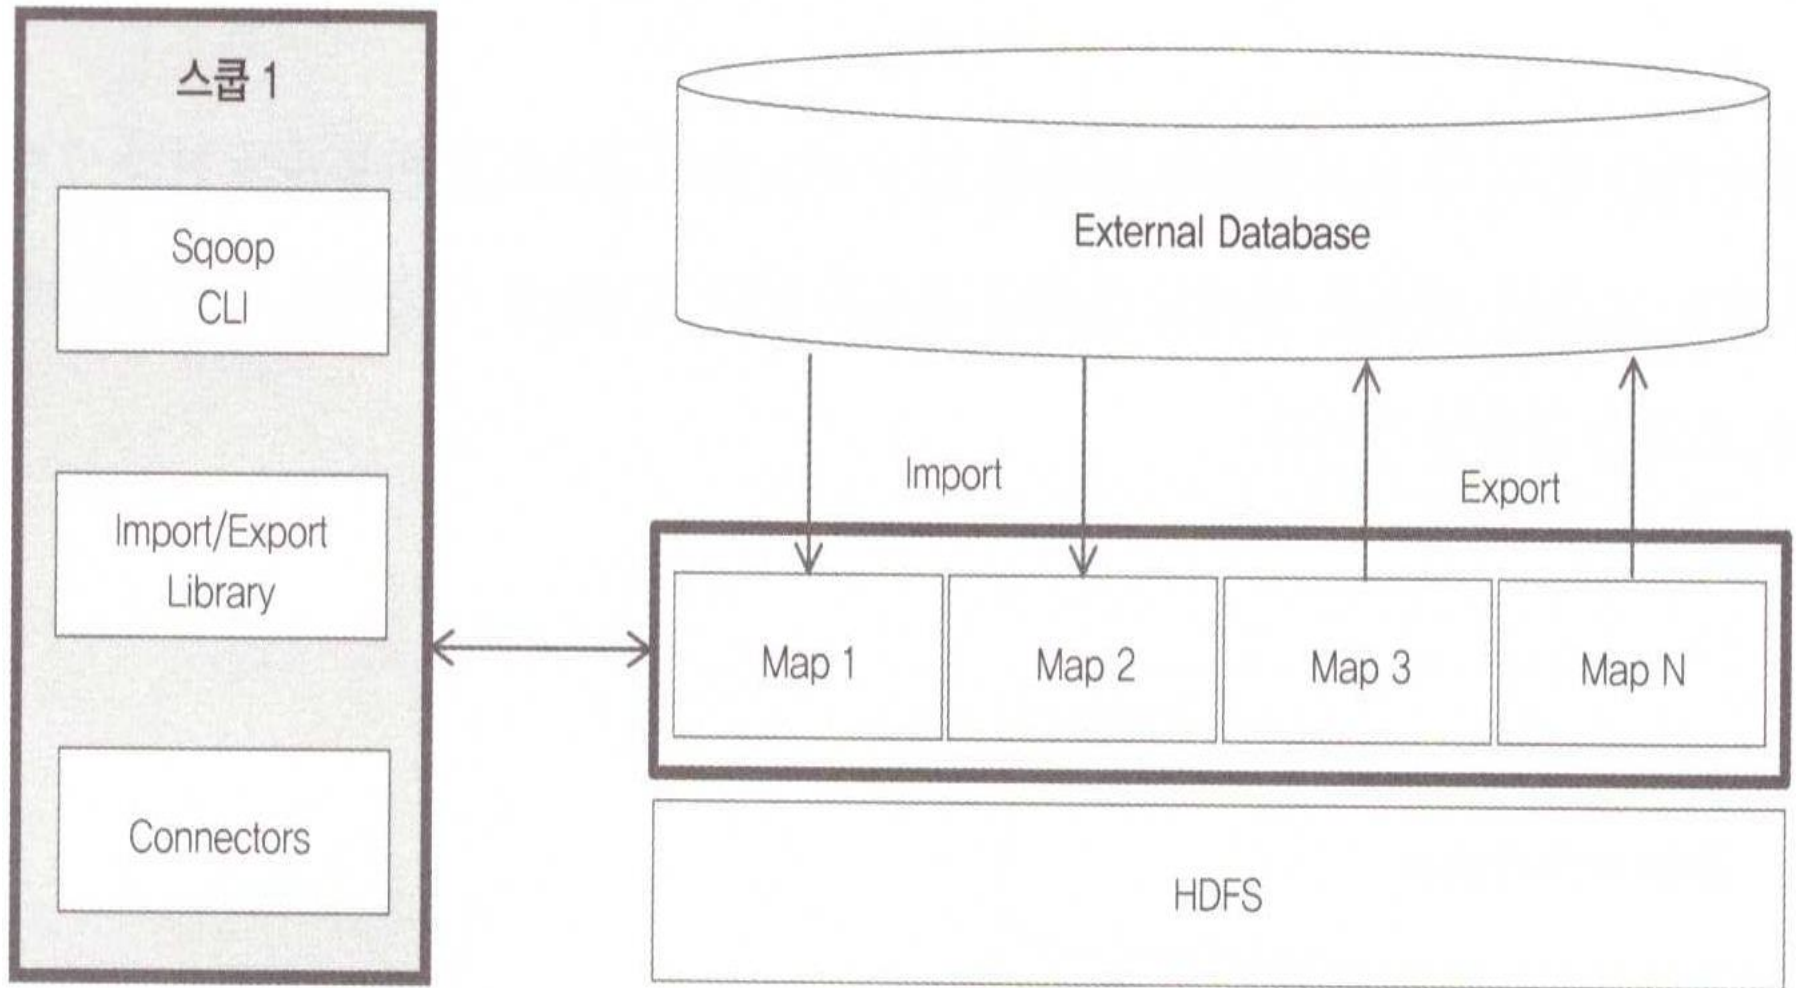 스쿱 1
Sqoop
CLI
Import/Export
Library
Connectors
External Database
Import
Export
Map 1
Map 2
Map 3
Map N
HDFS